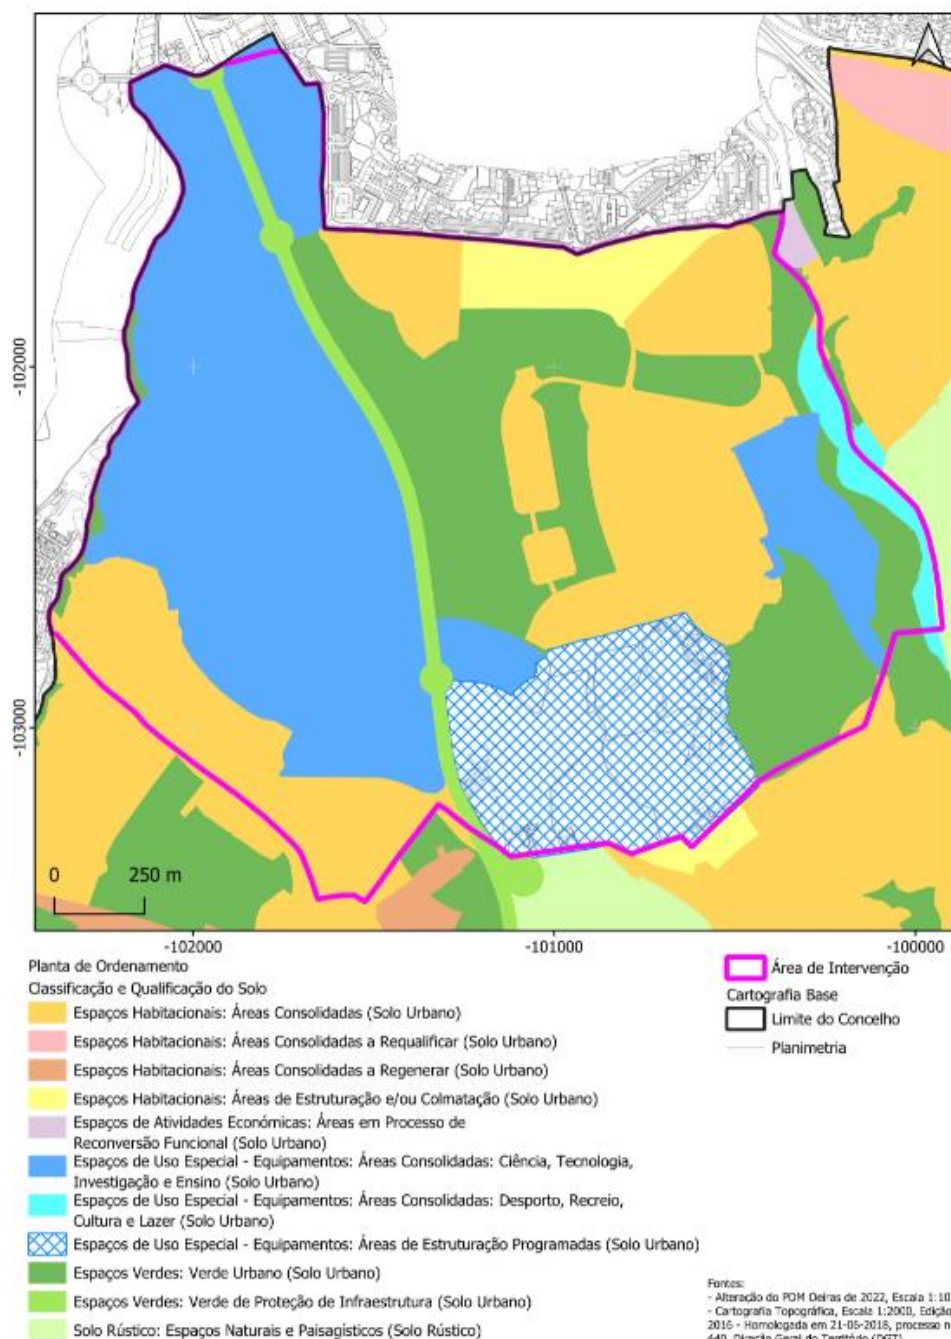 -102000
-103000
0 250 m
-102000 -101000 -100000
Planta de Ordenamento
Classificação e Qualificação do Solo
Espaços Habitacionais: Áreas Consolidadas (Solo Urbano)
Espaços Habitacionais: Áreas Consolidadas a Requalificar (Solo Urbano)
Espaços Habitacionais: Áreas Consolidadas a Regenerar (Solo Urbano)
Espaços Habitacionais: Áreas de Estruturação e/ou Colmatação (Solo Urbano)
Espaços de Atividades Económicas: Áreas em Processo de
Reconversão Funcional (Solo Urbano)
Espaços de Uso Especial - Equipamentos: Áreas Consolidadas: Ciência, Tecnologia,
Investigação e Ensino (Solo Urbano)
Espaços de Uso Especial - Equipamentos: Áreas Consolidadas: Desporto, Recreio,
Cultura e Lazer (Solo Urbano)
Espaços de Uso Especial - Equipamentos: Áreas de Estruturação Programadas (Solo Urbano)
Espaços Verdes: Verde Urbano (Solo Urbano)
Espaços Verdes: Verde de Proteção de Infraestrutura (Solo Urbano)
Solo Rústico: Espaços Naturais e Paisagísticos (Solo Rústico)
Área de Intervenção
Cartografia Base
Limite do Concelho
Planimetria
Fontes:
- Alteração do PDM Oeiras de 2022, Escala 1:10
- Cartografia Topográfica, Escala 1:2000, Edição
2016 - Homologada em 21-06-2018, processo n
640, Direção Geral do Território (DGT)